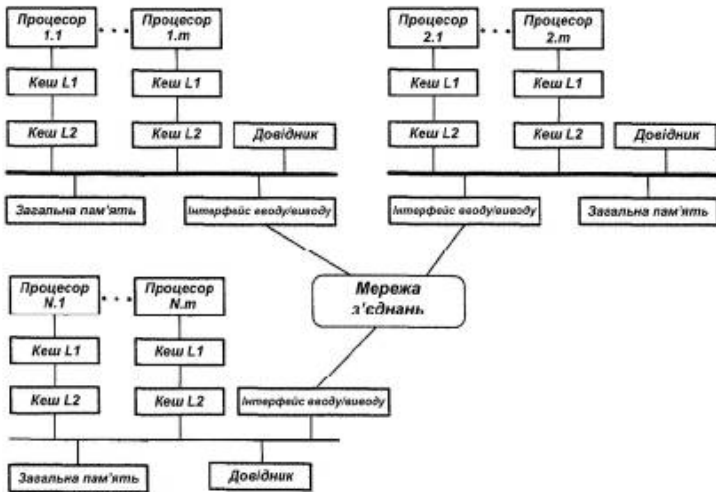 Процесор
1.1
Процесор
1.m
Кеш L1
Кеш L1
Кеш L2
Кеш L2
Довідник
Загальна пам'ять
Інтерфейс вводу/виводу
Процесор
2.1
Процесор
2.m
Кеш L1
Кеш L1
Кеш L2
Кеш L2
Довідник
Інтерфейс вводу/виводу
Загальна пам'ять
Мережа
з'єднань
Процесор
N.1
Процесор
N.m
Кеш L1
Кеш L1
Кеш L2
Кеш L2
Інтерфейс вводу/виводу
Загальна пам'ять
Довідник